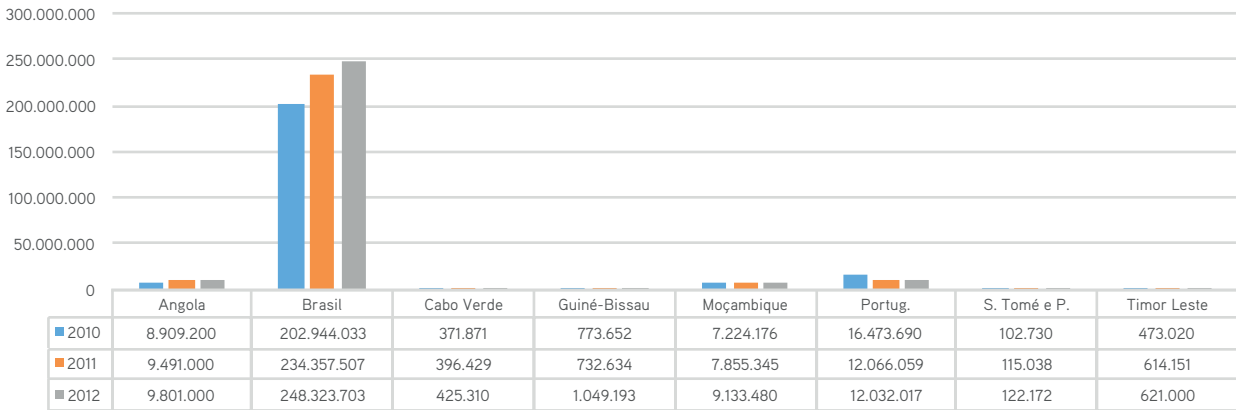 300.000.000
250.000.000
200.000.000
150.000.000
100.000.000
50.000.000
0
Angola Brasil Cabo Verde Guiné-Bissau Moçambique Portug. S. Tomé e P. Timor Leste
2010 8.909.200 202.944.033 371.871 773.652 7.224.176 16.473.690 102.730 473.020
2011 9.491.000 234.357.507 396.429 732.634 7.855.345 12.066.059 115.038 614.151
2012 9.801.000 248.323.703 425.310 1.049.193 9.133.480 12.032.017 122.172 621.000